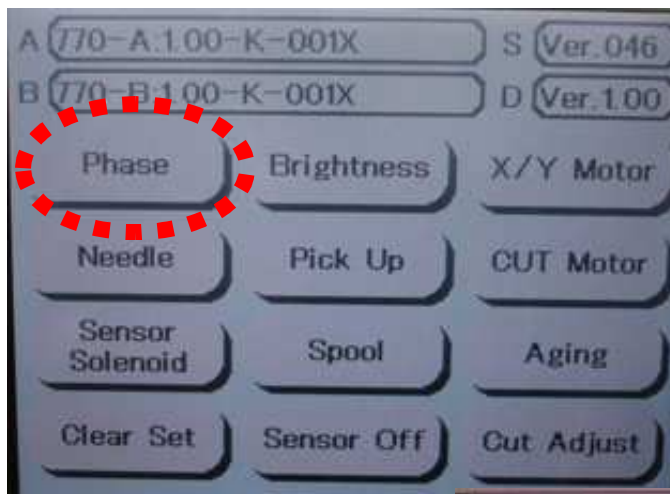 A 770-A:1.00-K-001X S Ver.046
B 770-B:1.00-K-001X D Ver.1.00
Phase Brightness X/Y Motor
Needle Pick Up CUT Motor
Sensor
Solenoid Spool Aging
Clear Set Sensor Off Cut Adjust